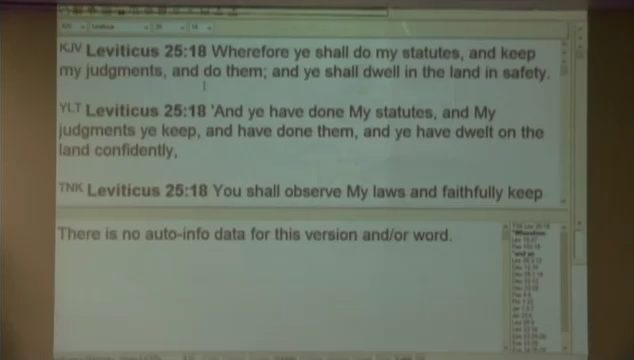 KJV Leviticus 25:18 Wherefore ye shall do my statutes, and keep
my judgments, and do them; and ye shall dwell in the land in safety.
YLT Leviticus 25:18 'And ye have done My statutes, and My
judgments ye keep, and have done them, and ye have dwelt on the
land confidently,
TNK Leviticus 25:18 You shall observe My laws and faithfully keep
There is no auto-info data for this version and/or word.